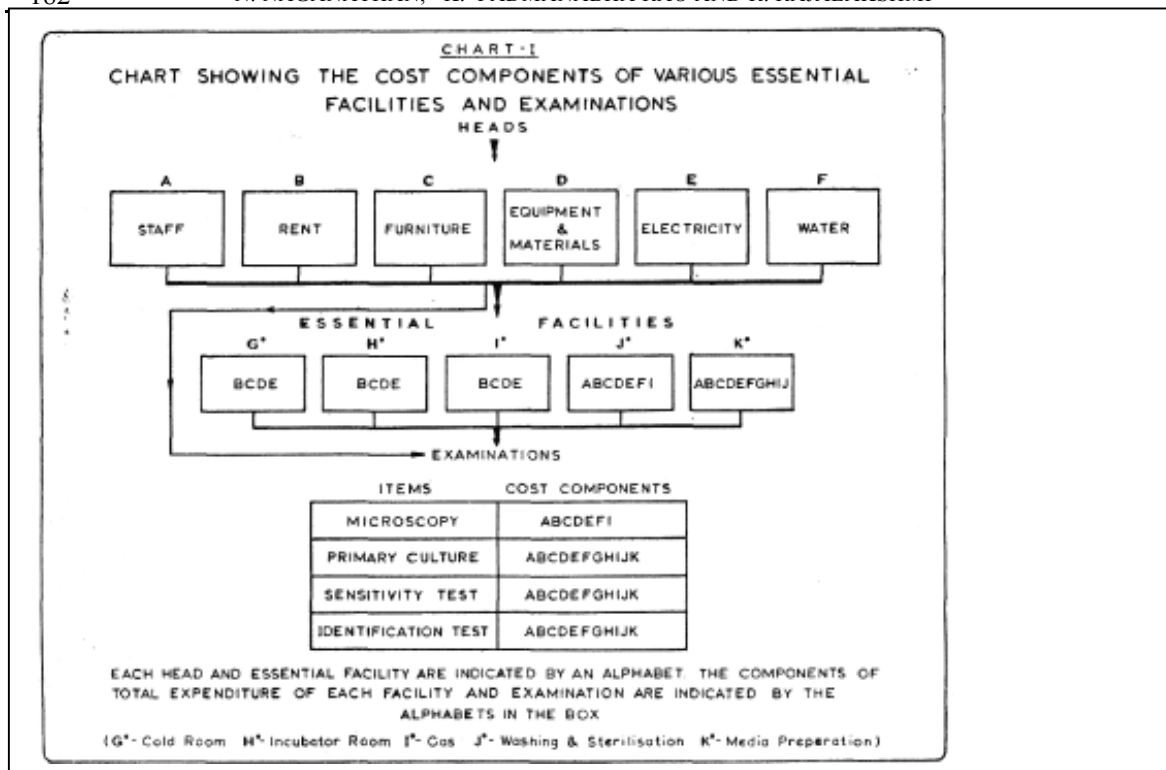 CHART-I
CHART SHOWING THE COST COMPONENTS OF VARIOUS ESSENTIAL
FACILITIES AND EXAMINATIONS
HEADS
A B C D E F
STAFF RENT FURNITURE EQUIPMENT & MATERIALS ELECTRICITY WATER
ESSENTIAL FACILITIES
G* H* I* J* K*
BCDE BCDE BCDE ABCDEFI ABCDEFGHIJ
EXAMINATIONS
ITEMS COST COMPONENTS
MICROSCOPY ABCDEFI
PRIMARY CULTURE ABCDEFGHIJK
SENSITIVITY TEST ABCDEFGHIJK
IDENTIFICATION TEST ABCDEFGHIJK
EACH HEAD AND ESSENTIAL FACILITY ARE INDICATED BY AN ALPHABET. THE COMPONENTS OF
TOTAL EXPENDITURE OF EACH FACILITY AND EXAMINATION ARE INDICATED BY THE
ALPHABETS IN THE BOX
(G*- Cold Room H*- Incubator Room I*- Gas J*- Washing & Sterilisation K*- Media Preparation)